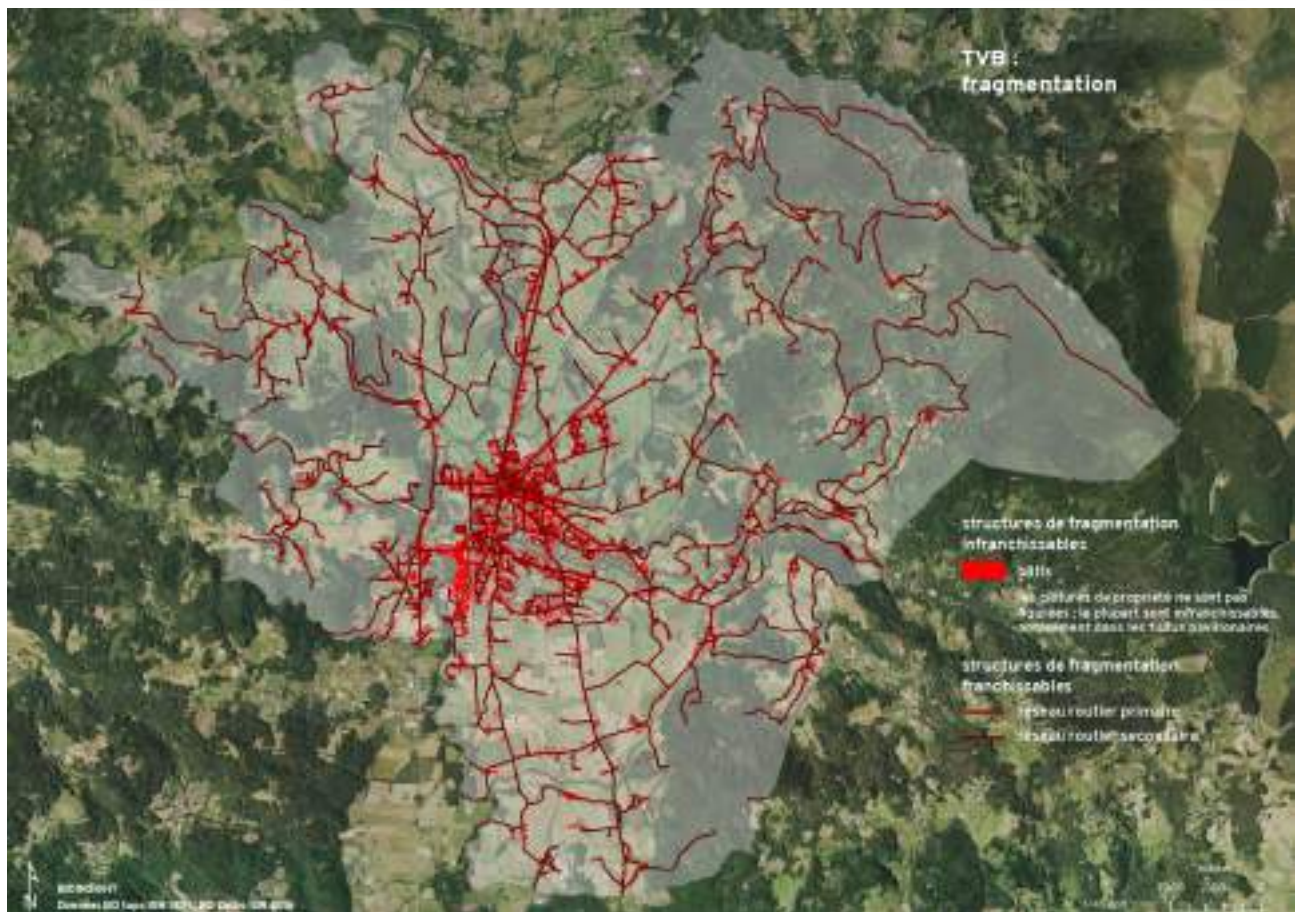 TVB :
fragmentation
structures de fragmentation
infranchissables
bâtis
les clôtures de propriété ne sont pas
figurées : la plupart sont infranchissables,
notamment dans les tissus pavillonnaires
structures de fragmentation
franchissables
réseau routier primaire
réseau routier secondaire